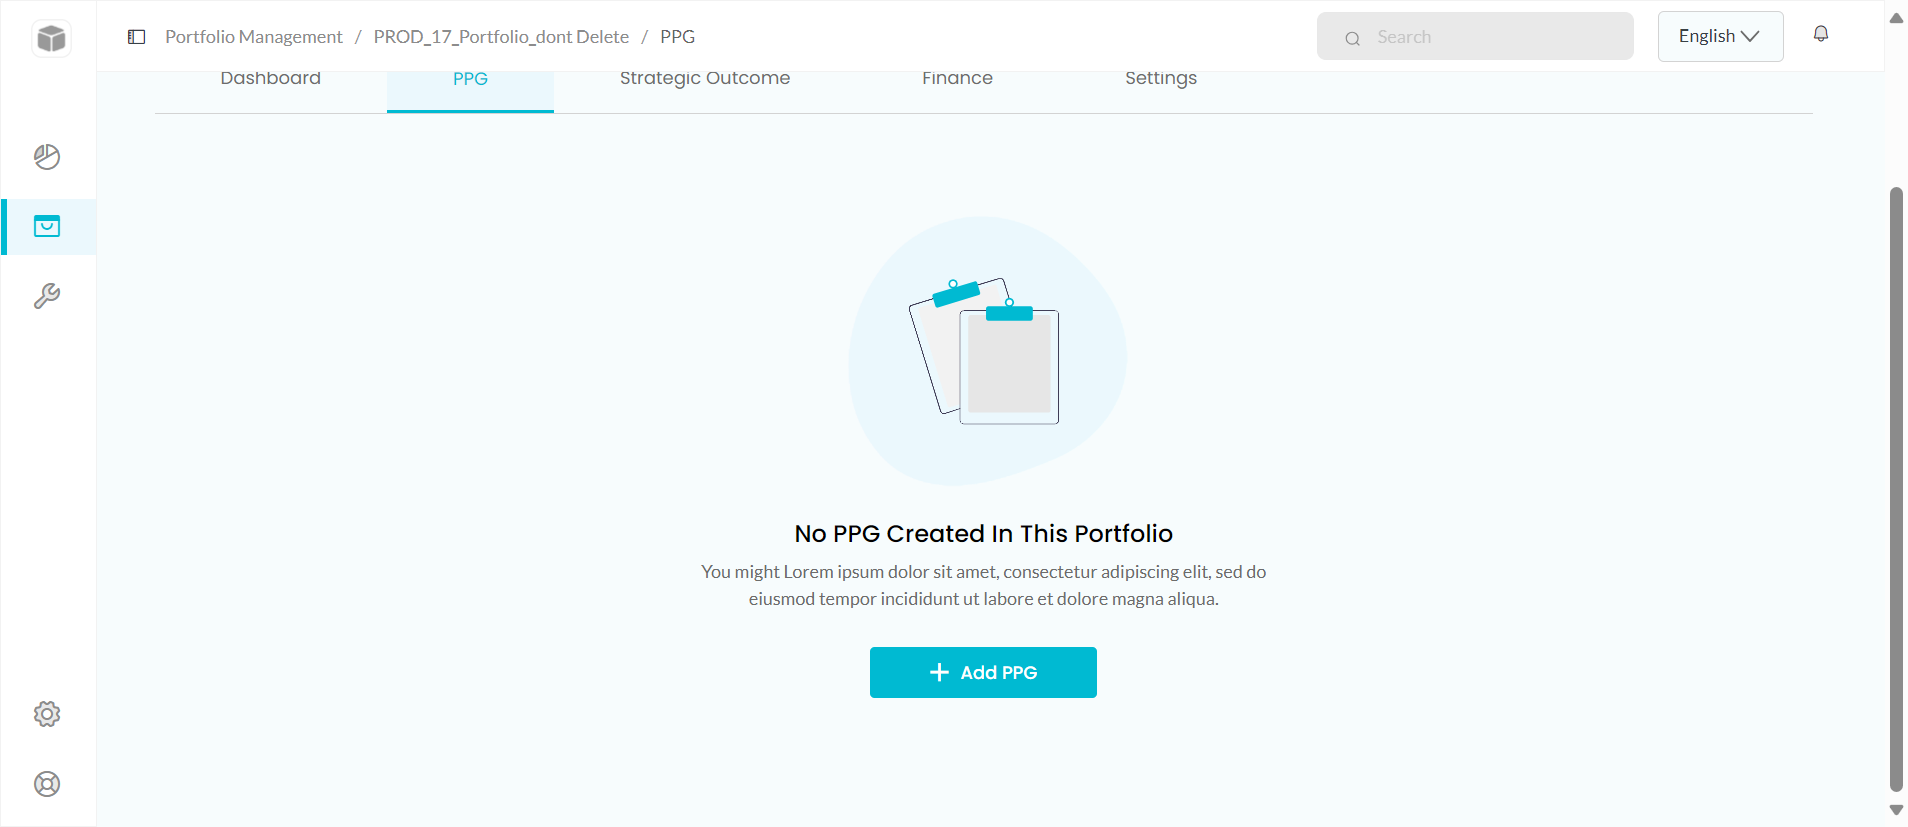 Portfolio Management / PROD_17_Portfolio_dont Delete / PPG
Search
English
Dashboard
PPG
Strategic Outcome
Finance
Settings
No PPG Created In This Portfolio
You might Lorem ipsum dolor sit amet, consectetur adipiscing elit, sed do
eiusmod tempor incididunt ut labore et dolore magna aliqua.
Add PPG